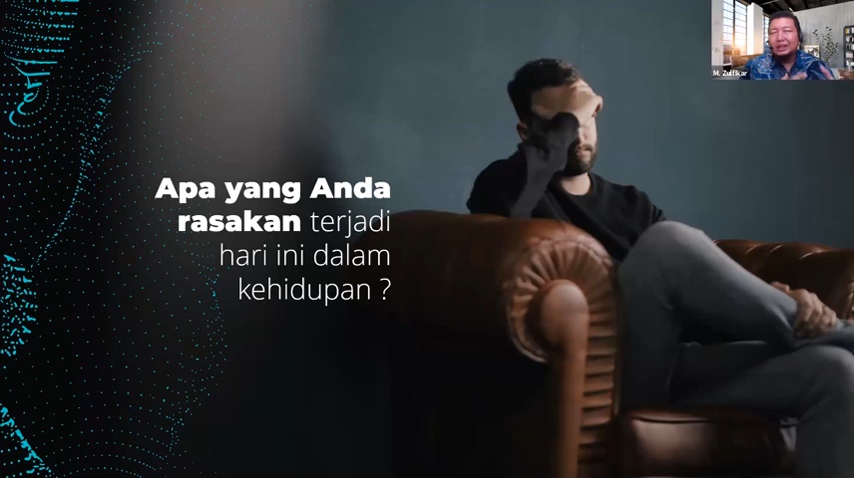 Apa yang Anda
rasakan terjadi
hari ini dalam
kehidupan ?
M. Zulfikar